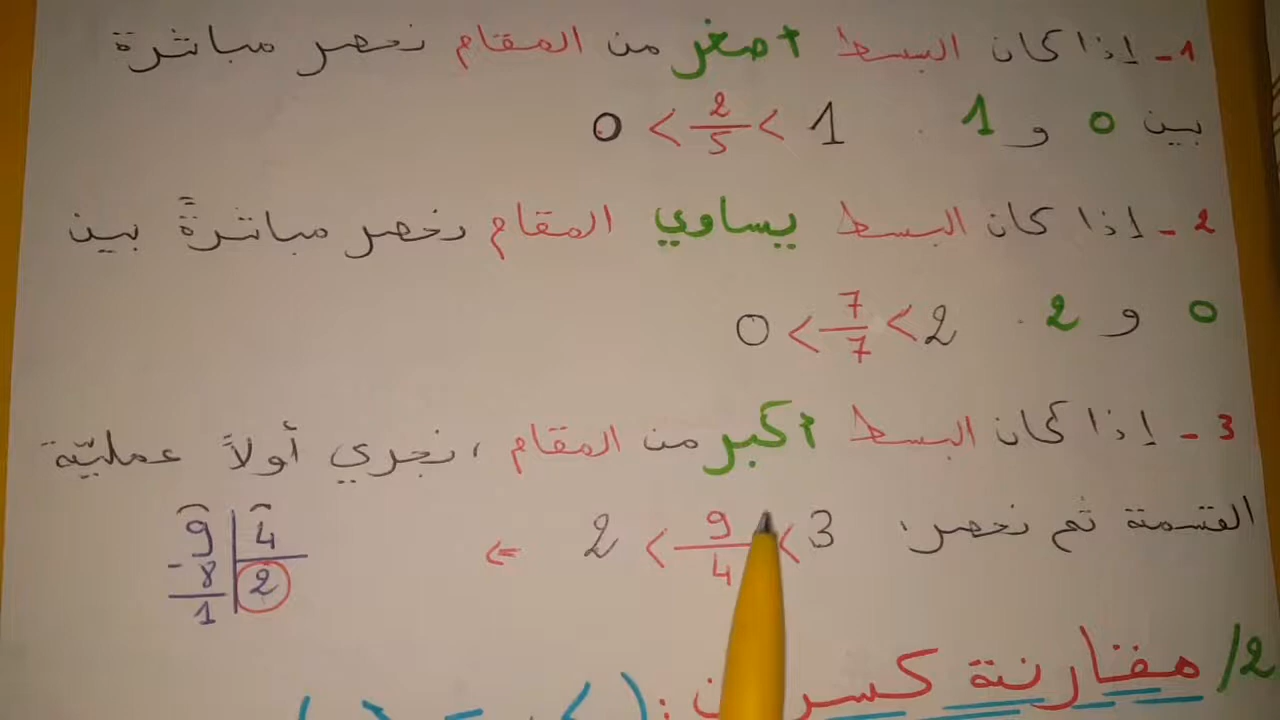 1- إذا كان البسط أصغر من المقام نحصر مباشرة
بين 0 و 1 . 0 < 2/5 < 1
2- إذا كان البسط يساوي المقام نحصر مباشرةً بين
0 و 2 . 0 < 7/7 < 2
3- إذا كان البسط أكبر من المقام ، نجري أولاً عمليّة
القسمة ثم نحصر، 2 < 9/4 < 3 ←
9 | 4
- 8 | 2
1
2/ مقارنة